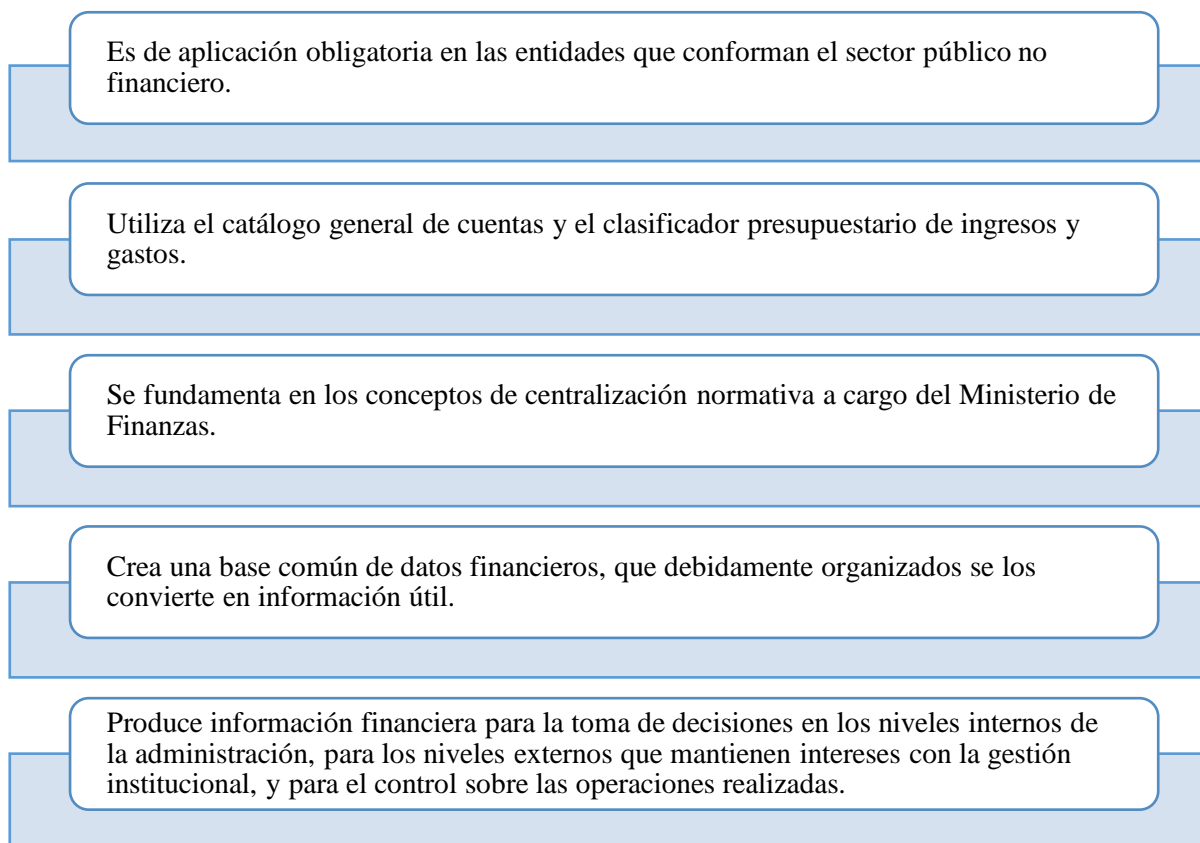 Es de aplicación obligatoria en las entidades que conforman el sector público no
financiero.
Utiliza el catálogo general de cuentas y el clasificador presupuestario de ingresos y
gastos.
Se fundamenta en los conceptos de centralización normativa a cargo del Ministerio de
Finanzas.
Crea una base común de datos financieros, que debidamente organizados se los
convierte en información útil.
Produce información financiera para la toma de decisiones en los niveles internos de
la administración, para los niveles externos que mantienen intereses con la gestión
institucional, y para el control sobre las operaciones realizadas.